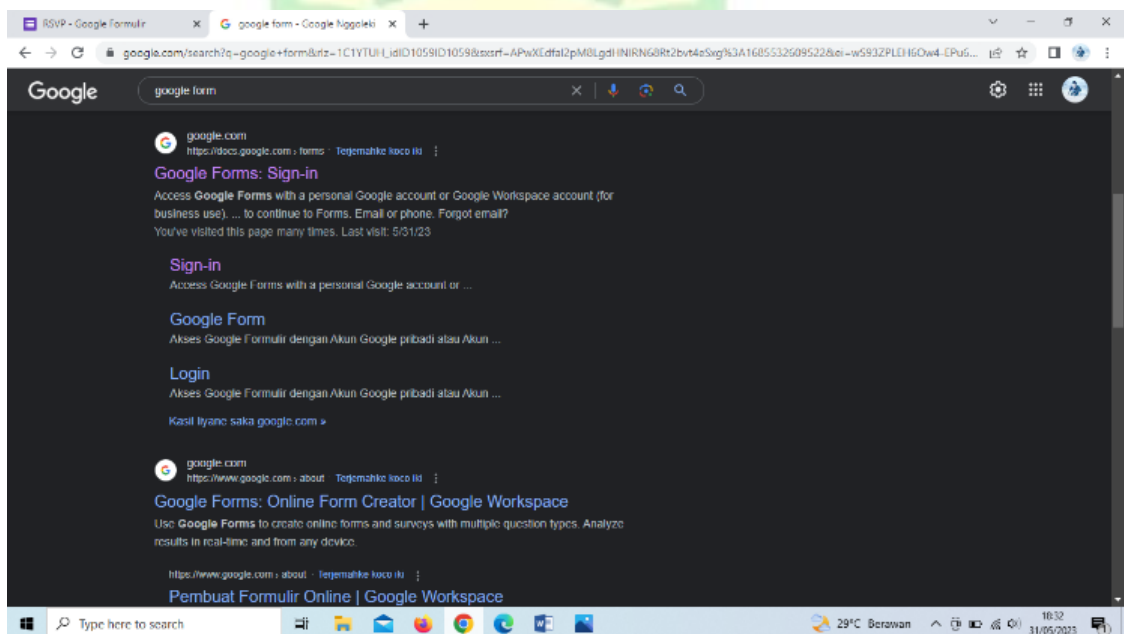 RSVP - Google Formulir
google form - Google Nggoleki
Google
google form
google.com
https://docs.google.com › forms · Terjemahke koco iki
Google Forms: Sign-in
Access Google Forms with a personal Google account or Google Workspace account (for
business use). ... to continue to Forms. Email or phone. Forgot email?
You've visited this page many times. Last visit: 5/31/23
Sign-in
Access Google Forms with a personal Google account or ...
Google Form
Akses Google Formulir dengan Akun Google pribadi atau Akun ...
Login
Akses Google Formulir dengan Akun Google pribadi atau Akun ...
Kasil liyane saka google.com »
google.com
https://www.google.com › about · Terjemahke koco iki
Google Forms: Online Form Creator | Google Workspace
Use Google Forms to create online forms and surveys with multiple question types. Analyze
results in real-time and from any device.
https://www.google.com › about · Terjemahke koco iki
Pembuat Formulir Online | Google Workspace
Type here to search
29°C Berawan
18:32
31/05/2023